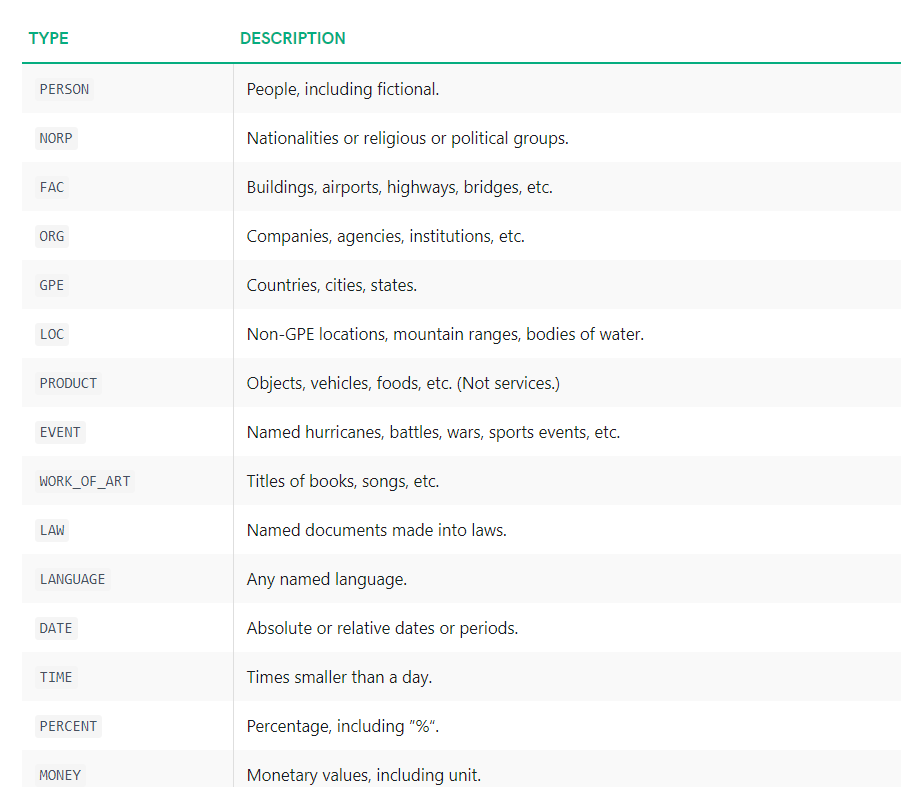 TYPE DESCRIPTION
PERSON People, including fictional.
NORP Nationalities or religious or political groups.
FAC Buildings, airports, highways, bridges, etc.
ORG Companies, agencies, institutions, etc.
GPE Countries, cities, states.
LOC Non-GPE locations, mountain ranges, bodies of water.
PRODUCT Objects, vehicles, foods, etc. (Not services.)
EVENT Named hurricanes, battles, wars, sports events, etc.
WORK_OF_ART Titles of books, songs, etc.
LAW Named documents made into laws.
LANGUAGE Any named language.
DATE Absolute or relative dates or periods.
TIME Times smaller than a day.
PERCENT Percentage, including ”%“.
MONEY Monetary values, including unit.